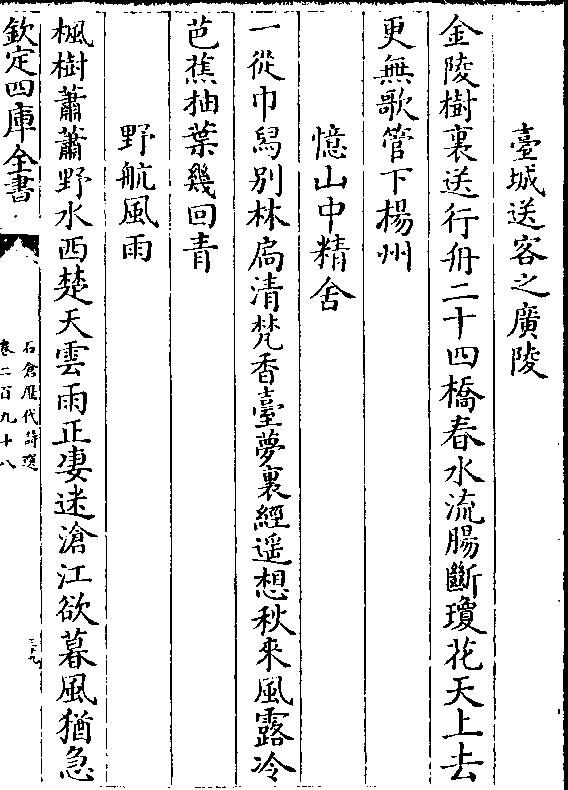 臺城送客之廣陵
金陵樹裏送行舟二十四橋春水流腸斷瓊花天上去
更無歌管下楊州
憶山中精舍
一從巾舄別林扃清梵香臺夢裏經遥想秋來風露冷
芭蕉抽葉幾回青
野航風雨
楓樹蕭蕭野水西楚天雲雨正凄迷滄江欲暮風猶急
欽定四庫全書
石倉歷代詩選
卷二百九十八